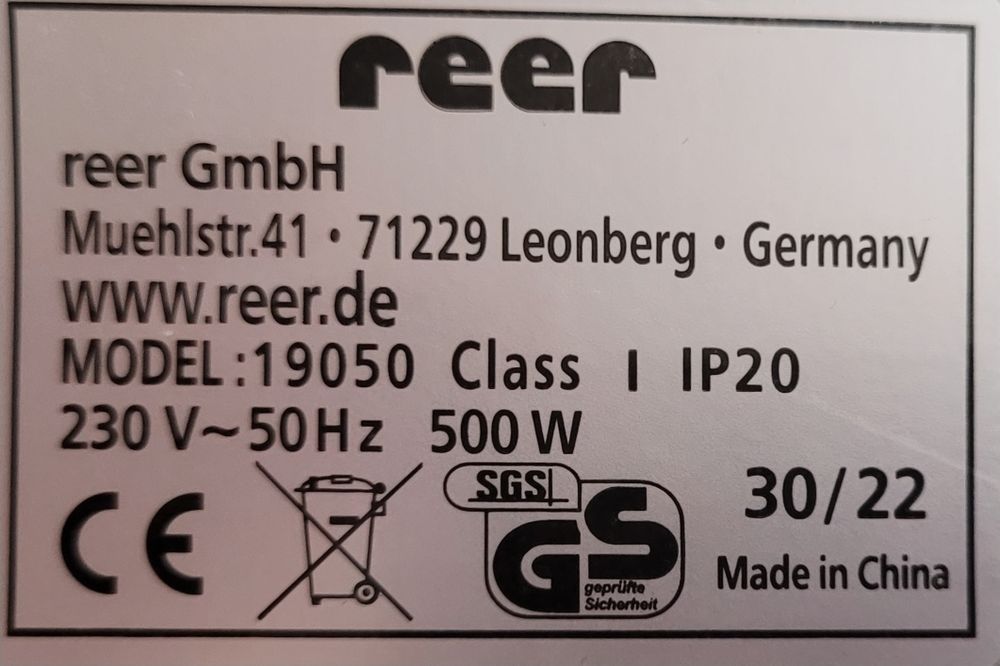 reer
reer GmbH
Muehlstr.41 · 71229 Leonberg · Germany
www.reer.de
MODEL:19050 Class I IP20
230 V~50Hz 500 W
CE
SGS
GS
geprüfte
Sicherheit
30/22
Made in China